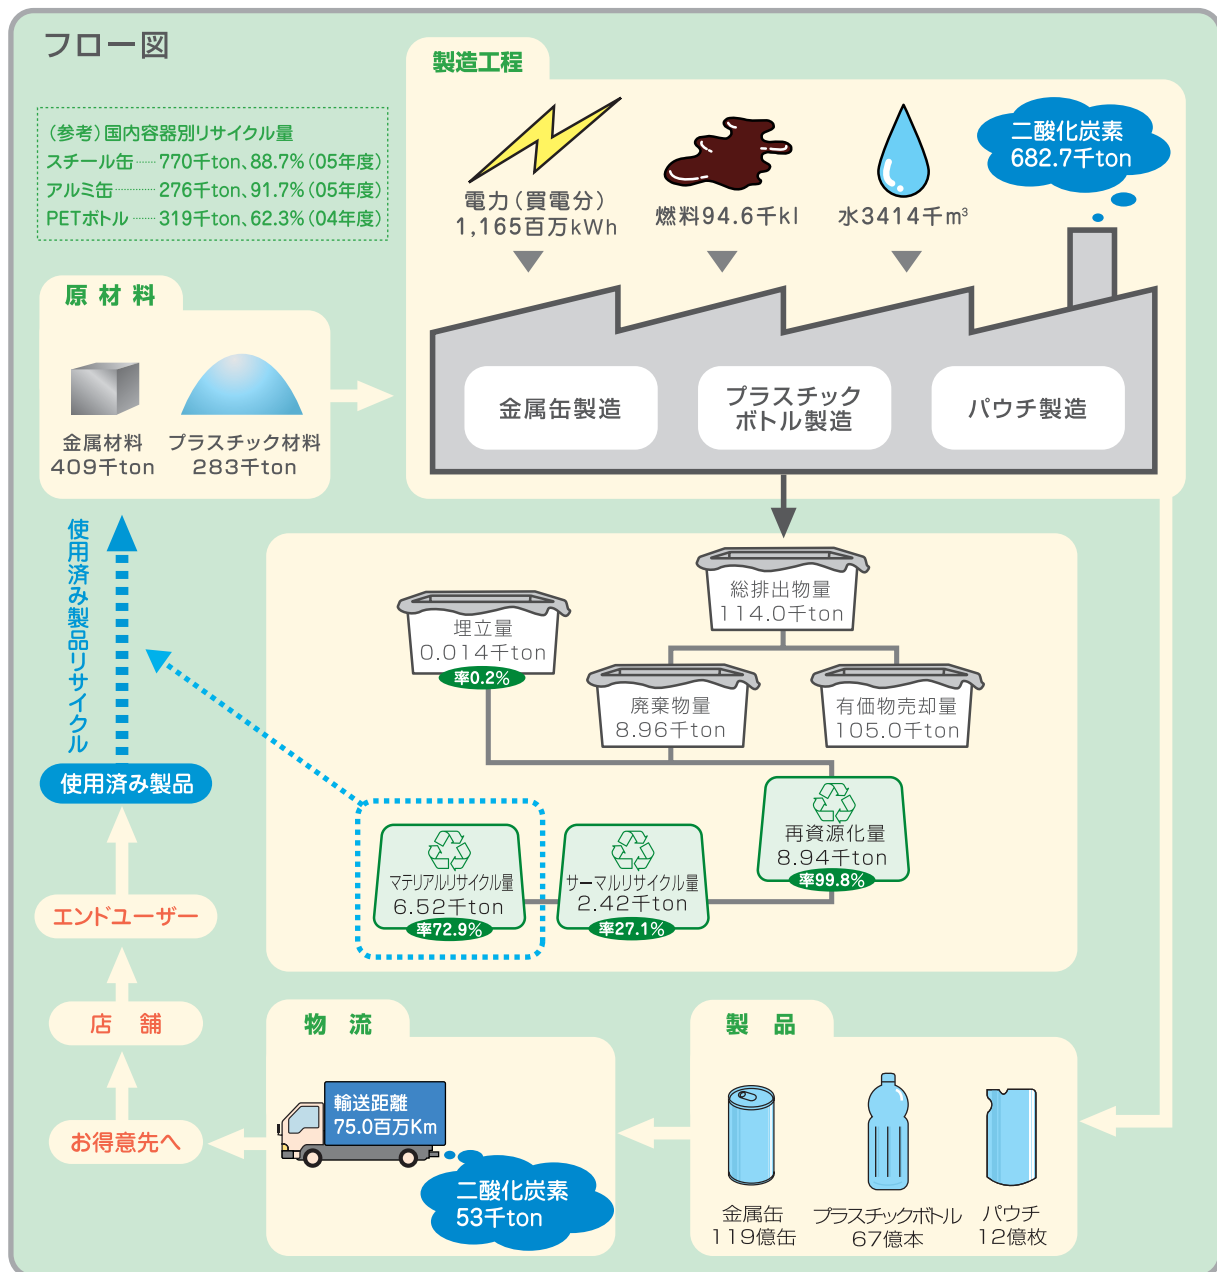 フロー図
(参考)国内容器別リサイクル量
スチール缶……770千ton、88.7%(05年度)
アルミ缶………276千ton、91.7%(05年度)
PETボトル……319千ton、62.3%(04年度)
製造工程
電力(買電分)
1,165百万kWh
燃料94.6千kl
水3414千m³
二酸化炭素
682.7千ton
原材料
金属材料
409千ton
プラスチック材料
283千ton
金属缶製造
プラスチック
ボトル製造
パウチ製造
使用済み製品リサイクル
総排出物量
114.0千ton
埋立量
0.014千ton
率0.2%
廃棄物量
8.96千ton
有価物売却量
105.0千ton
再資源化量
8.94千ton
率99.8%
マテリアルリサイクル量
6.52千ton
率72.9%
サーマルリサイクル量
2.42千ton
率27.1%
使用済み製品
エンドユーザー
店舗
お得意先へ
物流
輸送距離
75.0百万Km
二酸化炭素
53千ton
製品
金属缶
119億缶
プラスチックボトル
67億本
パウチ
12億枚